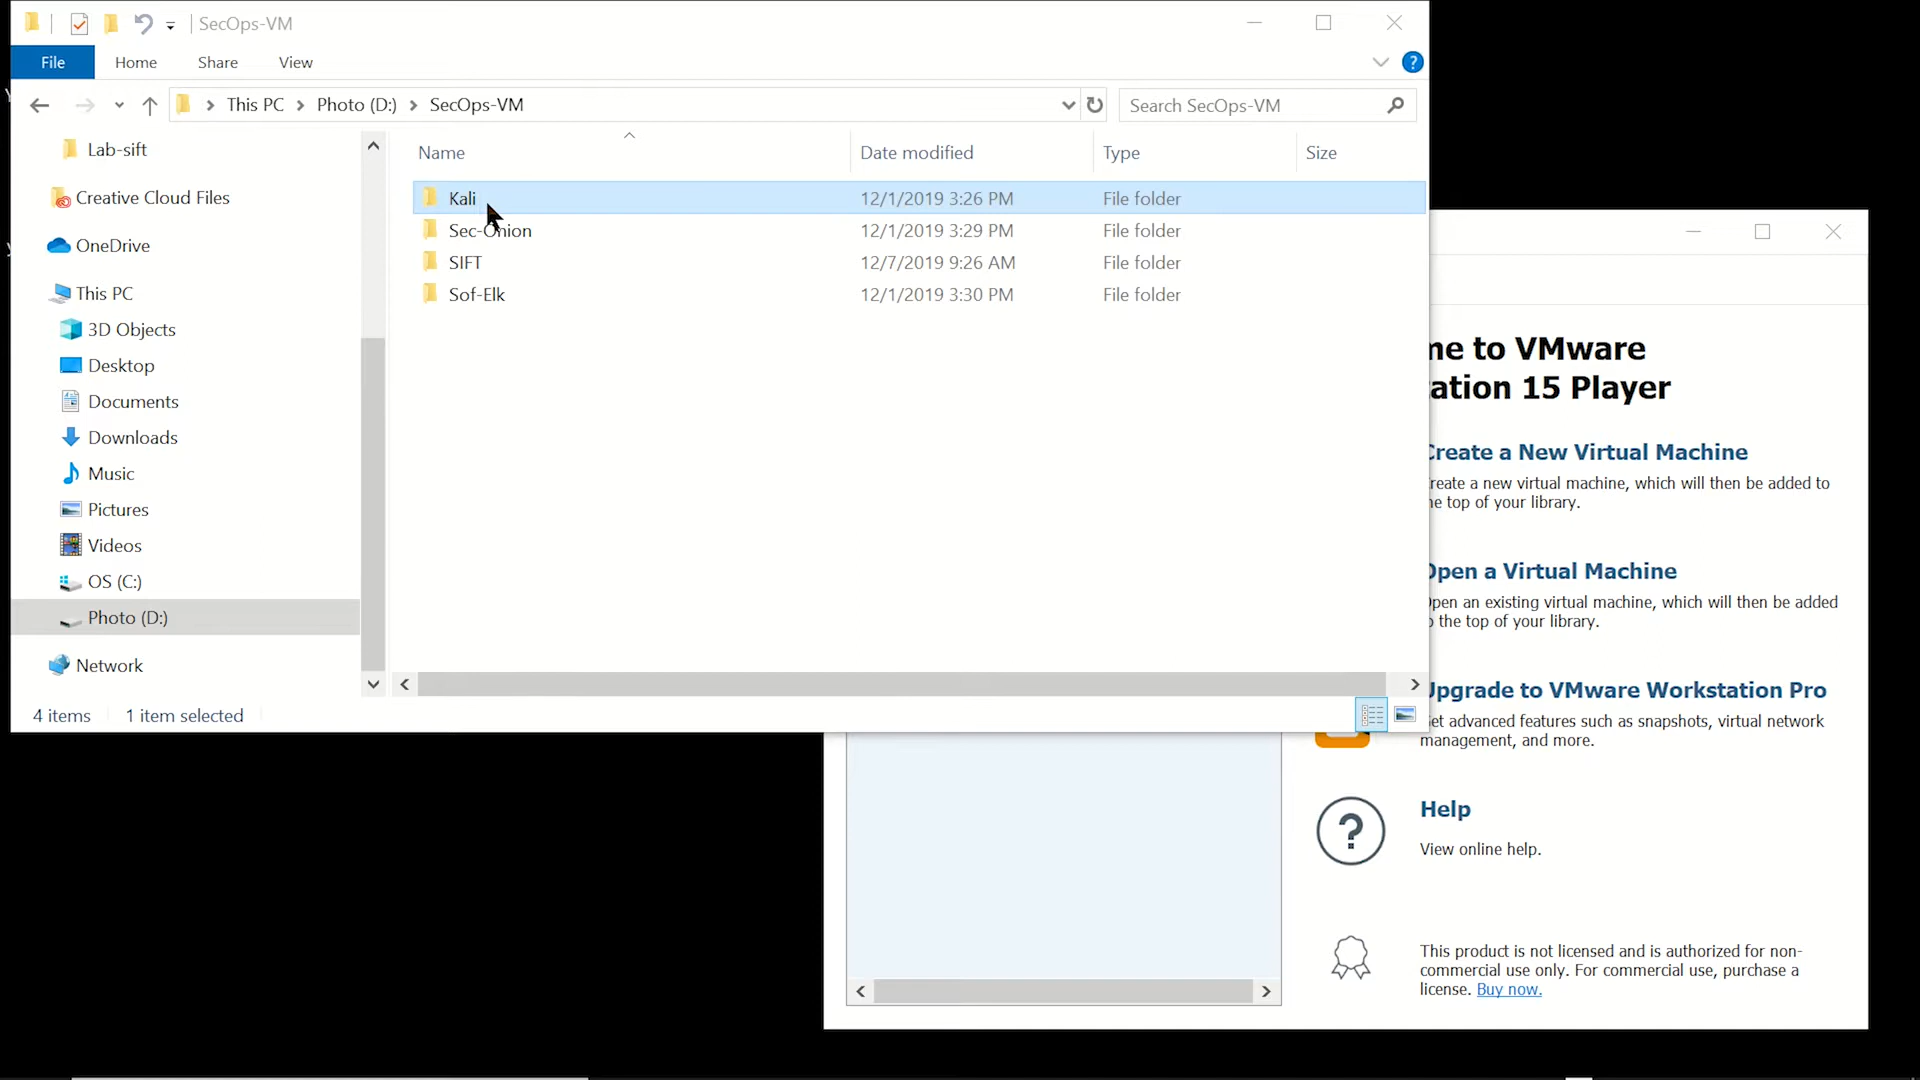 SecOps-VM
File Home Share View
This PC Photo (D:) SecOps-VM
Search SecOps-VM
Name Date modified Type Size
Kali 12/1/2019 3:26 PM File folder
Sec-Onion 12/1/2019 3:29 PM File folder
SIFT 12/7/2019 9:26 AM File folder
Sof-Elk 12/1/2019 3:30 PM File folder
Lab-sift
Creative Cloud Files
OneDrive
This PC
3D Objects
Desktop
Documents
Downloads
Music
Pictures
Videos
OS (C:)
Photo (D:)
Network
4 items 1 item selected
me to VMware
ation 15 Player
Create a New Virtual Machine
reate a new virtual machine, which will then be added to
he top of your library.
Open a Virtual Machine
pen an existing virtual machine, which will then be added
o the top of your library.
Upgrade to VMware Workstation Pro
et advanced features such as snapshots, virtual network
management, and more.
Help
View online help.
This product is not licensed and is authorized for non-
commercial use only. For commercial use, purchase a
license. Buy now.